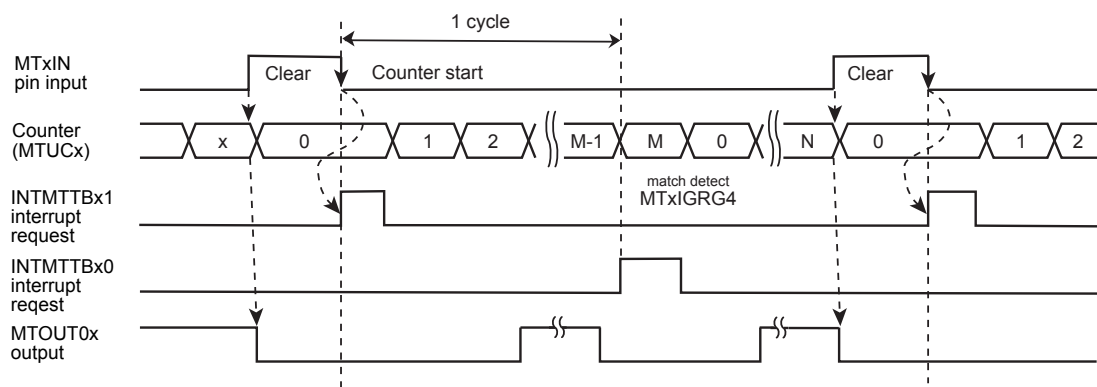 1 cycle
MTxIN
pin input
Clear
Counter start
Clear
Counter
(MTUCx)
x
0
1
2
M-1
M
0
N
0
1
2
match detect
MTxIGRG4
INTMTTBx1
interrupt
request
INTMTTBx0
interrupt
reqest
MTOUT0x
output